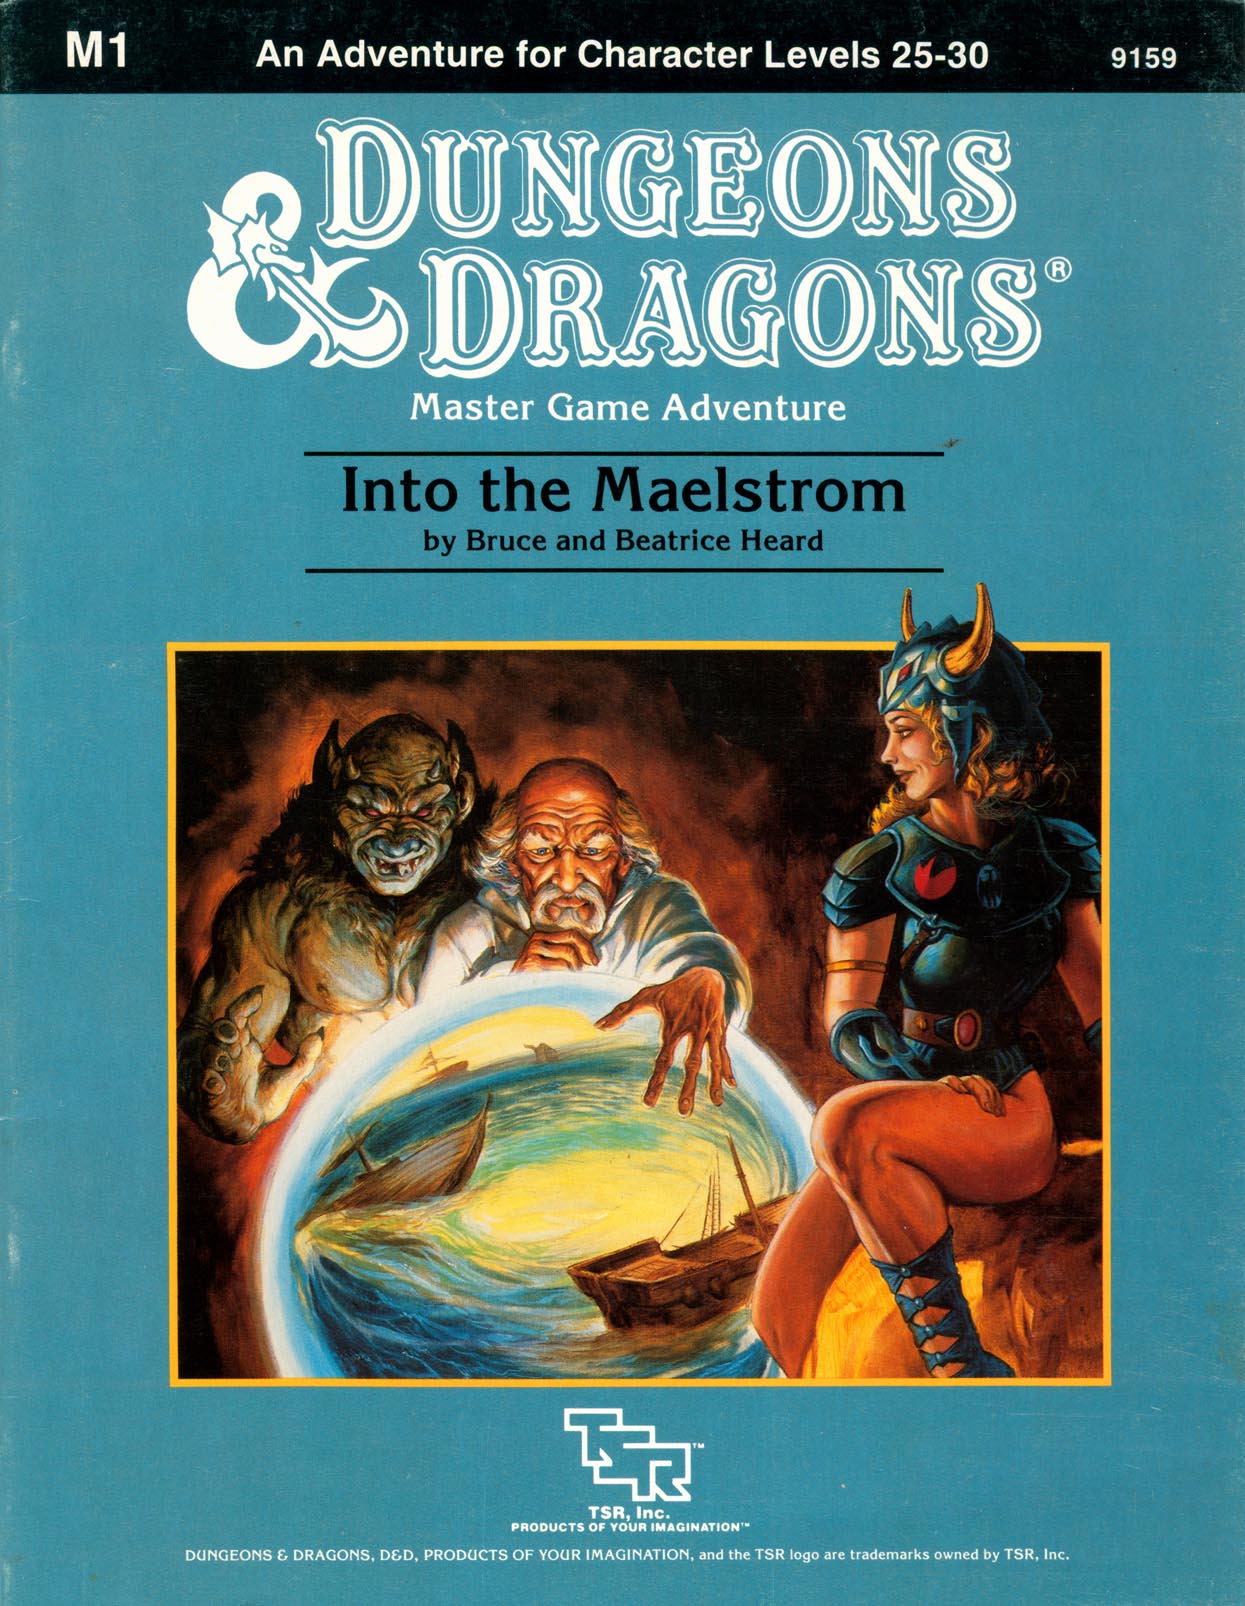 M1 An Adventure for Character Levels 25-30 9159
DUNGEONS
& DRAGONS®
Master Game Adventure
Into the Maelstrom
by Bruce and Beatrice Heard
TSR™
TSR, Inc.
PRODUCTS OF YOUR IMAGINATION™
DUNGEONS & DRAGONS, D&D, PRODUCTS OF YOUR IMAGINATION, and the TSR logo are trademarks owned by TSR, Inc.